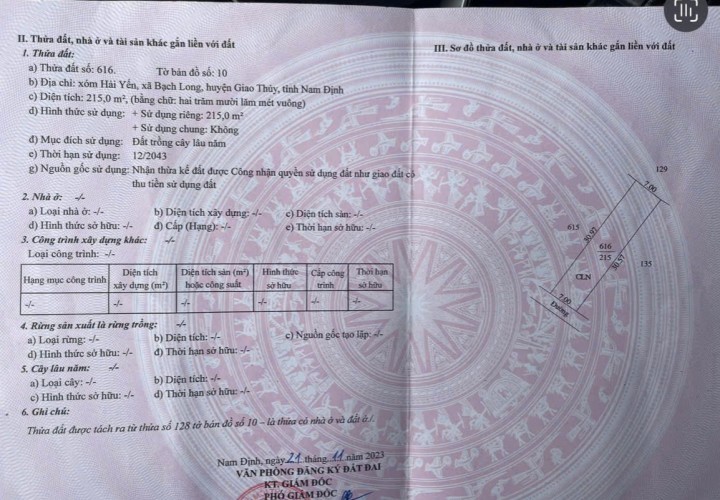 II. Thửa đất, nhà ở và tài sản khác gắn liền với đất
1. Thửa đất:
a) Thửa đất số: 616. Tờ bản đồ số: 10
b) Địa chỉ: xóm Hải Yến, xã Bạch Long, huyện Giao Thủy, tỉnh Nam Định
c) Diện tích: 215,0 m², (bằng chữ: hai trăm mười lăm mét vuông)
d) Hình thức sử dụng: + Sử dụng riêng: 215,0 m²
+ Sử dụng chung: Không
đ) Mục đích sử dụng: Đất trồng cây lâu năm
e) Thời hạn sử dụng: 12/2043
g) Nguồn gốc sử dụng: Nhận thừa kế đất được Công nhận quyền sử dụng đất như giao đất có
thu tiền sử dụng đất
2. Nhà ở: -/-
a) Loại nhà ở: -/- b) Diện tích xây dựng: -/- c) Diện tích sàn: -/-
d) Hình thức sở hữu: -/- đ) Cấp (Hạng): -/- e) Thời hạn sở hữu: -/-
3. Công trình xây dựng khác: -/-
Loại công trình: -/-
Hạng mục công trình Diện tích xây dựng (m²) Diện tích sàn (m²) hoặc công suất Hình thức sở hữu Cấp công trình Thời hạn sở hữu
-/- -/- -/- -/- -/- -/-
4. Rừng sản xuất là rừng trồng: -/-
a) Loại rừng: -/- b) Diện tích: -/- c) Nguồn gốc tạo lập: -/-
d) Hình thức sở hữu: -/- đ) Thời hạn sở hữu: -/-
5. Cây lâu năm: -/-
a) Loại cây: -/- b) Diện tích: -/-
c) Hình thức sở hữu: -/- d) Thời hạn sở hữu: -/-
6. Ghi chú:
Thửa đất được tách ra từ thửa số 128 tờ bản đồ số 10 – là thửa có nhà ở và đất ở./.
Nam Định, ngày 21 tháng 11 năm 2023
VĂN PHÒNG ĐĂNG KÝ ĐẤT ĐAI
KT. GIÁM ĐỐC
PHÓ GIÁM ĐỐC
III. Sơ đồ thửa đất, nhà ở và tài sản khác gắn liền với đất
129
7.00
615
30.57
616
215
30.57
135
CLN
7.00
Đường